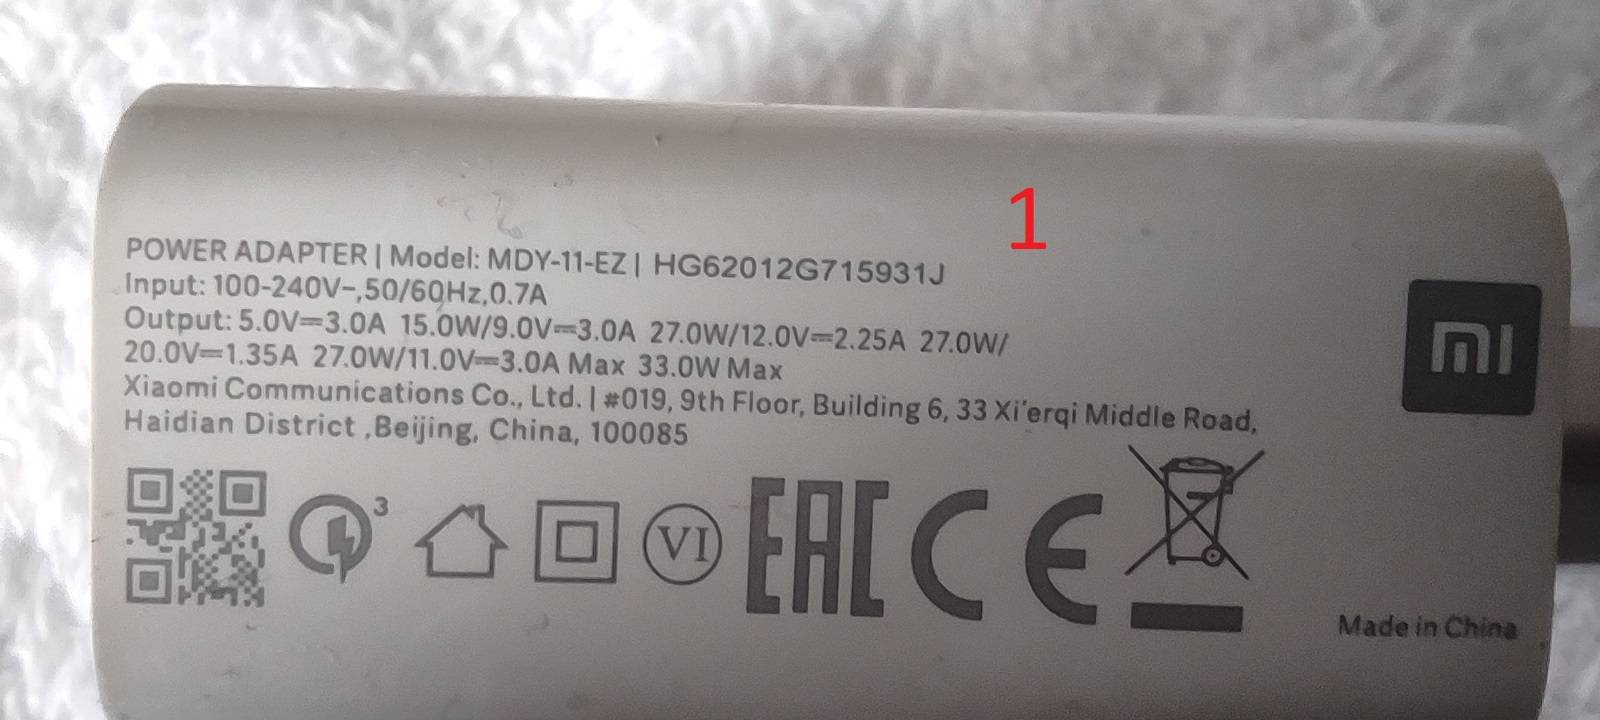 1
POWER ADAPTER | Model: MDY-11-EZ | HG62012G715931J
Input: 100-240V~,50/60Hz,0.7A
Output: 5.0V⎓3.0A 15.0W/9.0V⎓3.0A 27.0W/12.0V⎓2.25A 27.0W/
20.0V⎓1.35A 27.0W/11.0V⎓3.0A Max 33.0W Max
Xiaomi Communications Co., Ltd. | #019, 9th Floor, Building 6, 33 Xi'erqi Middle Road,
Haidian District ,Beijing, China, 100085
mi
3
VI EAC CE
Made in China